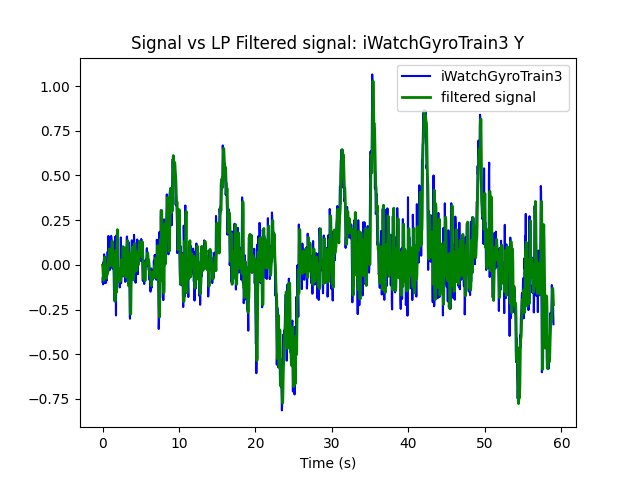 Signal vs LP Filtered signal: iWatchGyroTrain3 Y
iWatchGyroTrain3
filtered signal
1.00
0.75
0.50
0.25
0.00
−0.25
−0.50
−0.75
0 10 20 30 40 50 60
Time (s)